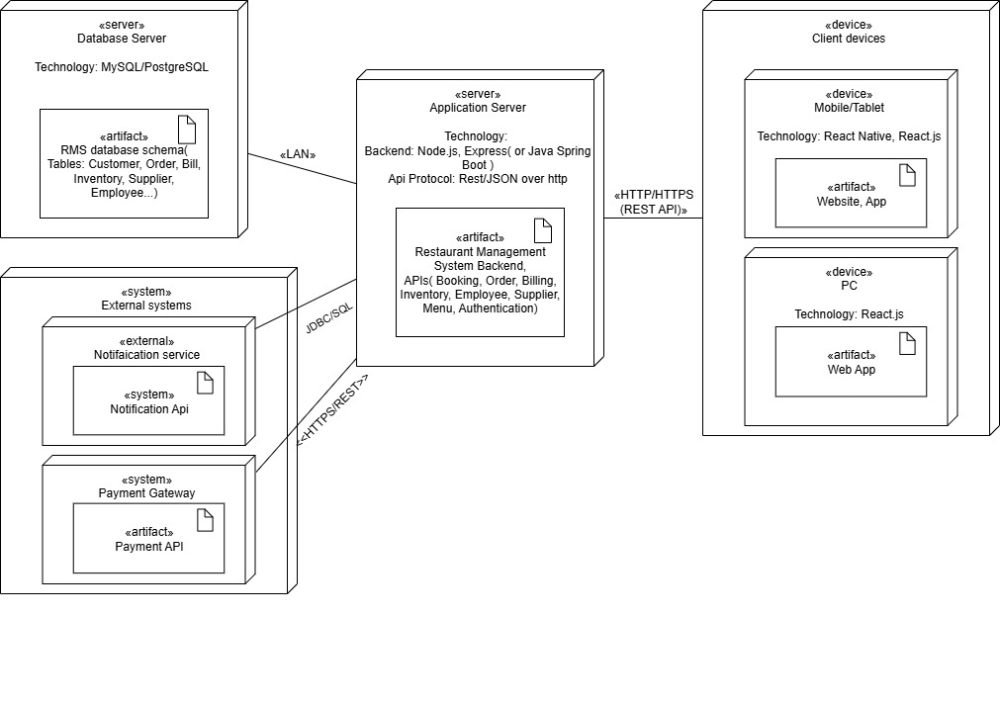 «server»
Database Server
Technology: MySQL/PostgreSQL
«artifact»
RMS database schema(
Tables: Customer, Order, Bill,
Inventory, Supplier,
Employee...)
«LAN»
«server»
Application Server
Technology:
Backend: Node.js, Express( or Java Spring
Boot )
Api Protocol: Rest/JSON over http
«artifact»
Restaurant Management
System Backend,
APIs( Booking, Order, Billing,
Inventory, Employee, Supplier,
Menu, Authentication)
«HTTP/HTTPS
(REST API)»
«device»
Client devices
«device»
Mobile/Tablet
Technology: React Native, React.js
«artifact»
Website, App
«device»
PC
Technology: React.js
«artifact»
Web App
«system»
External systems
«external»
Notifaication service
«system»
Notification Api
JDBC/SQL
<<HTTPS/REST>>
«system»
Payment Gateway
«artifact»
Payment API